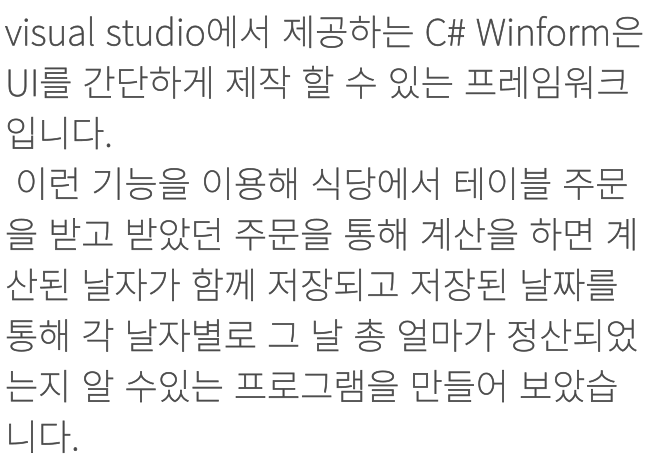 visual studio에서 제공하는 C# Winform은
UI를 간단하게 제작 할 수 있는 프레임워크
입니다.
이런 기능을 이용해 식당에서 테이블 주문
을 받고 받았던 주문을 통해 계산을 하면 계
산된 날자가 함께 저장되고 저장된 날짜를
통해 각 날자별로 그 날 총 얼마가 정산되었
는지 알 수있는 프로그램을 만들어 보았습
니다.